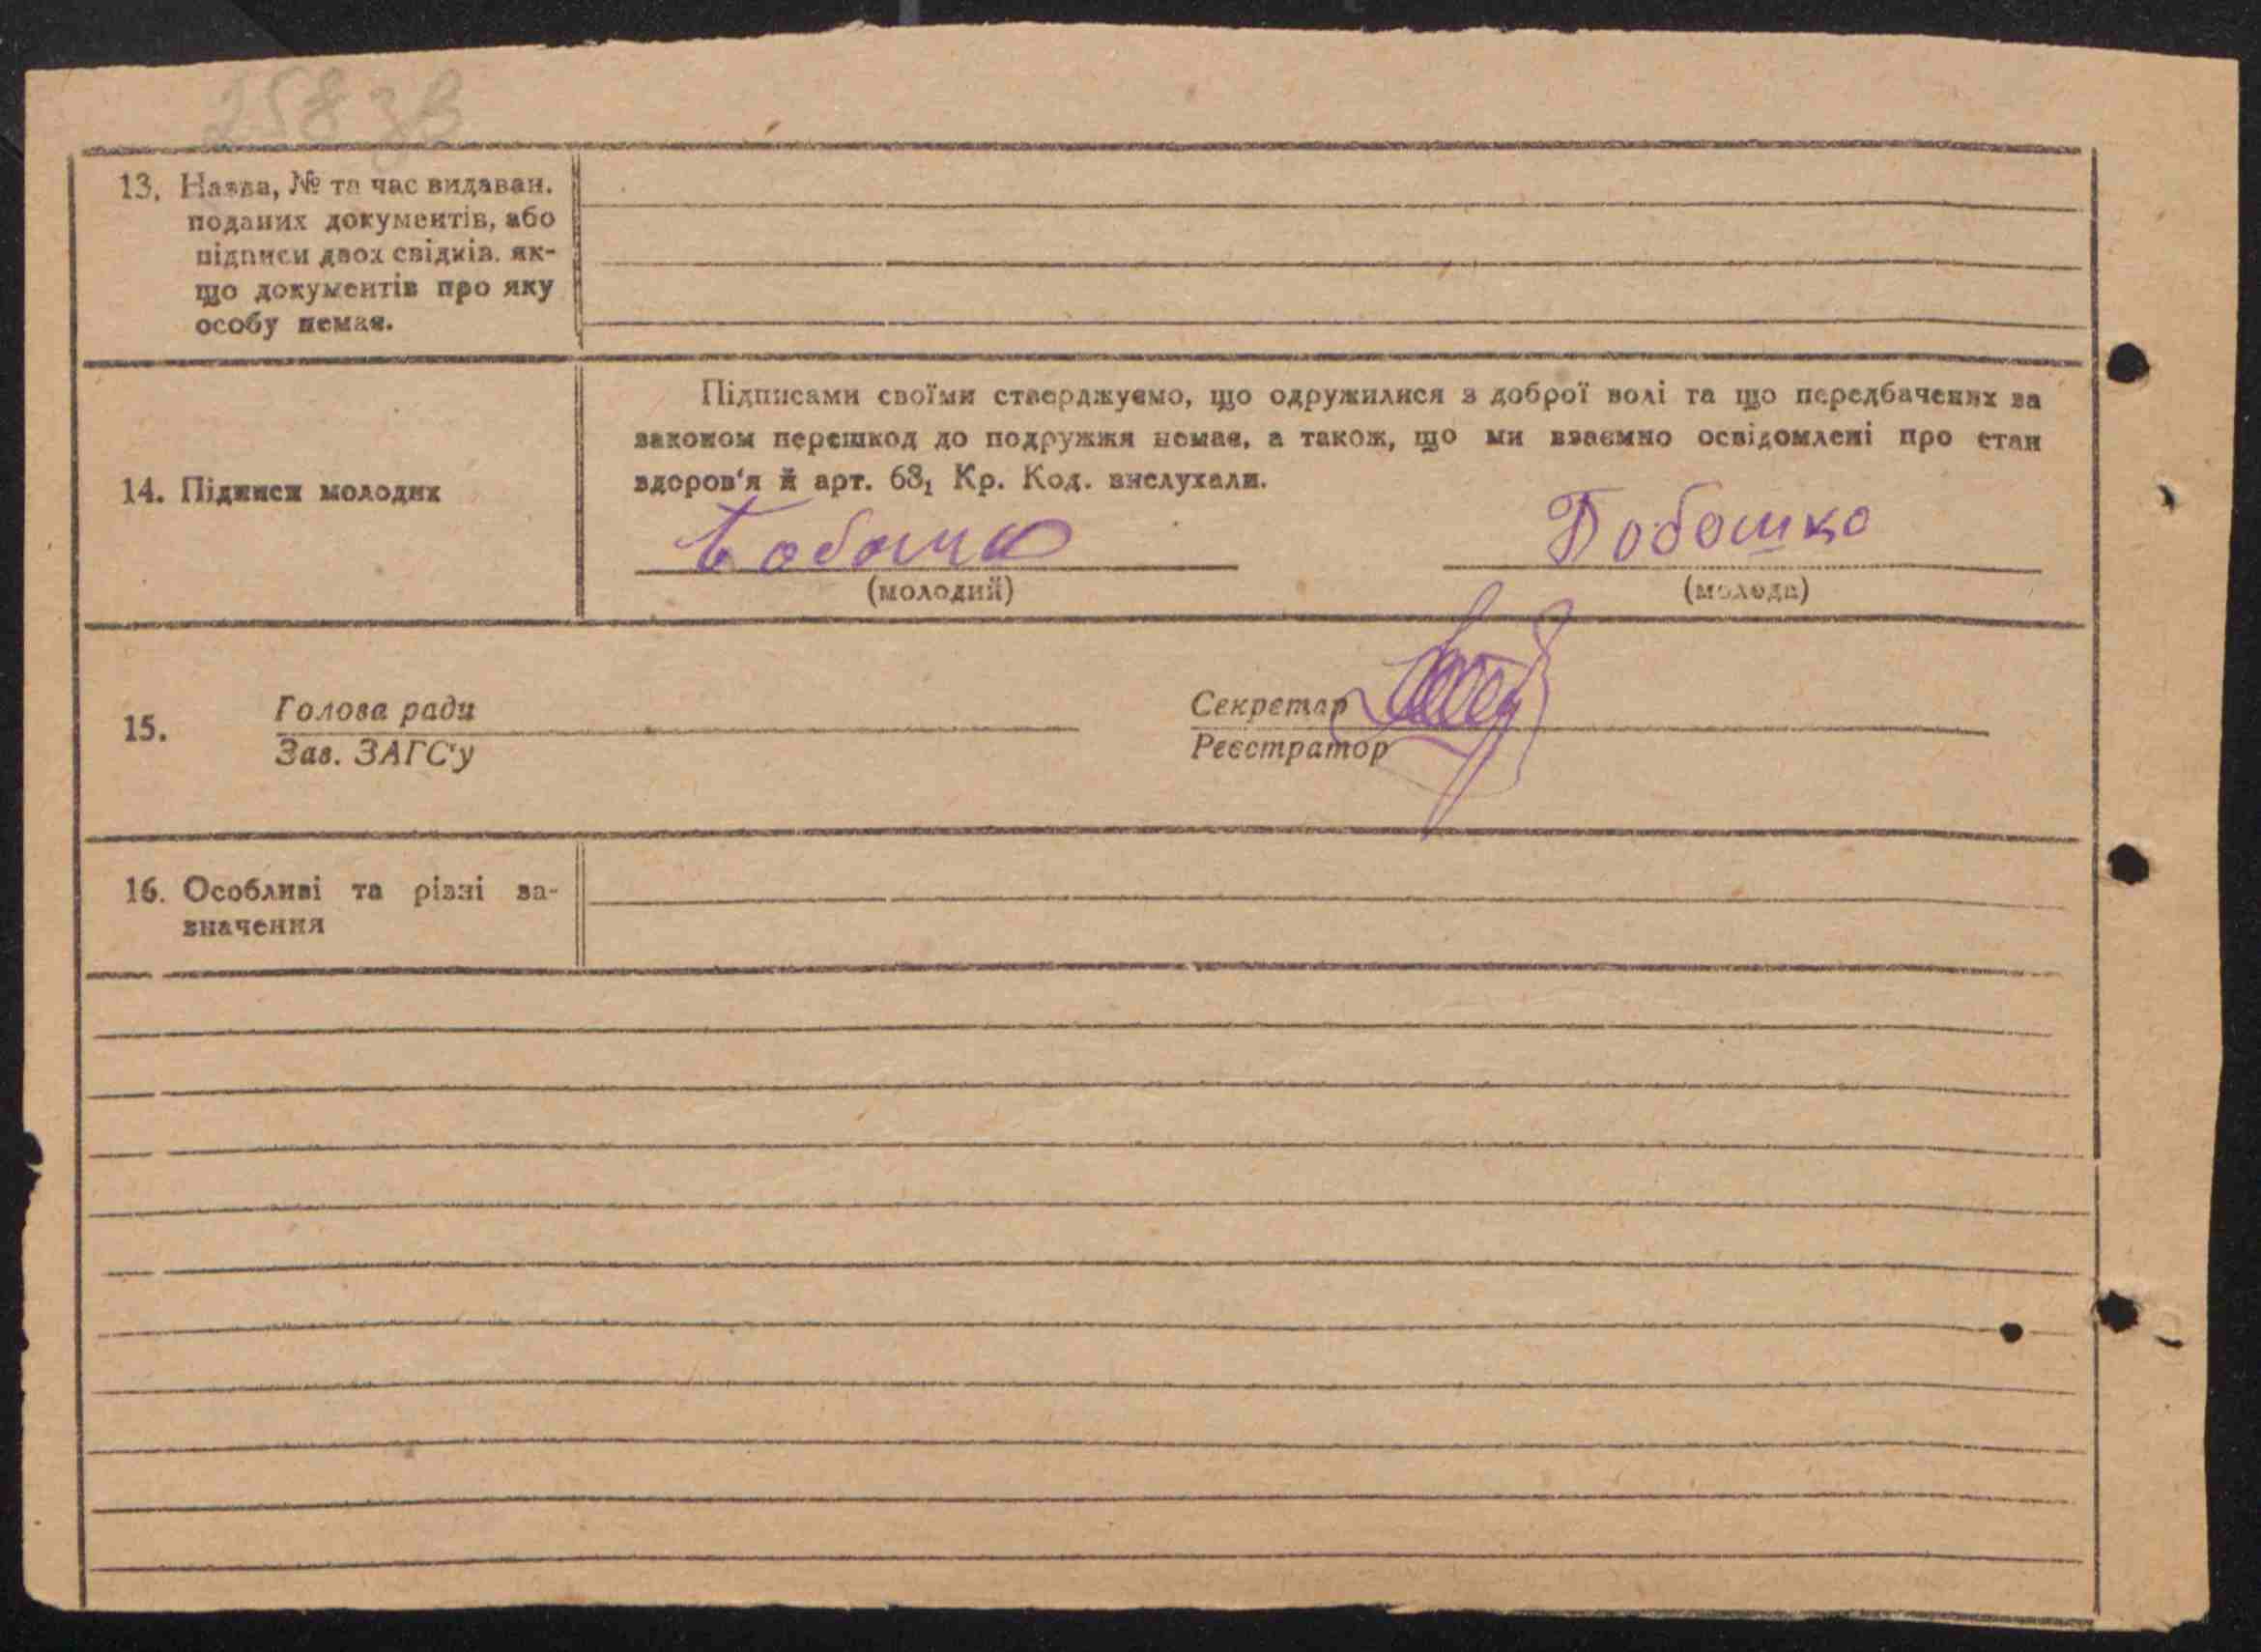 258 зв
13. Назва, № та час видаван.
поданих документів, або
підписи двох свідків, як-
що документів про яку
особу немає.
Підписами своїми стверджуємо, що одружилися з доброї волі та що передбачених за
законом перешкод до подружжя немає, а також, що ми взаємно освідомлені про стан
здоров'я й арт. 63₁ Кр. Код. вислухали.
14. Підписи молодих
Бобошко
(молодий) (молода)
15. Голова ради Секретар
Зав. ЗАГС'у Реєстратор
16. Особливі та різні за-
значення